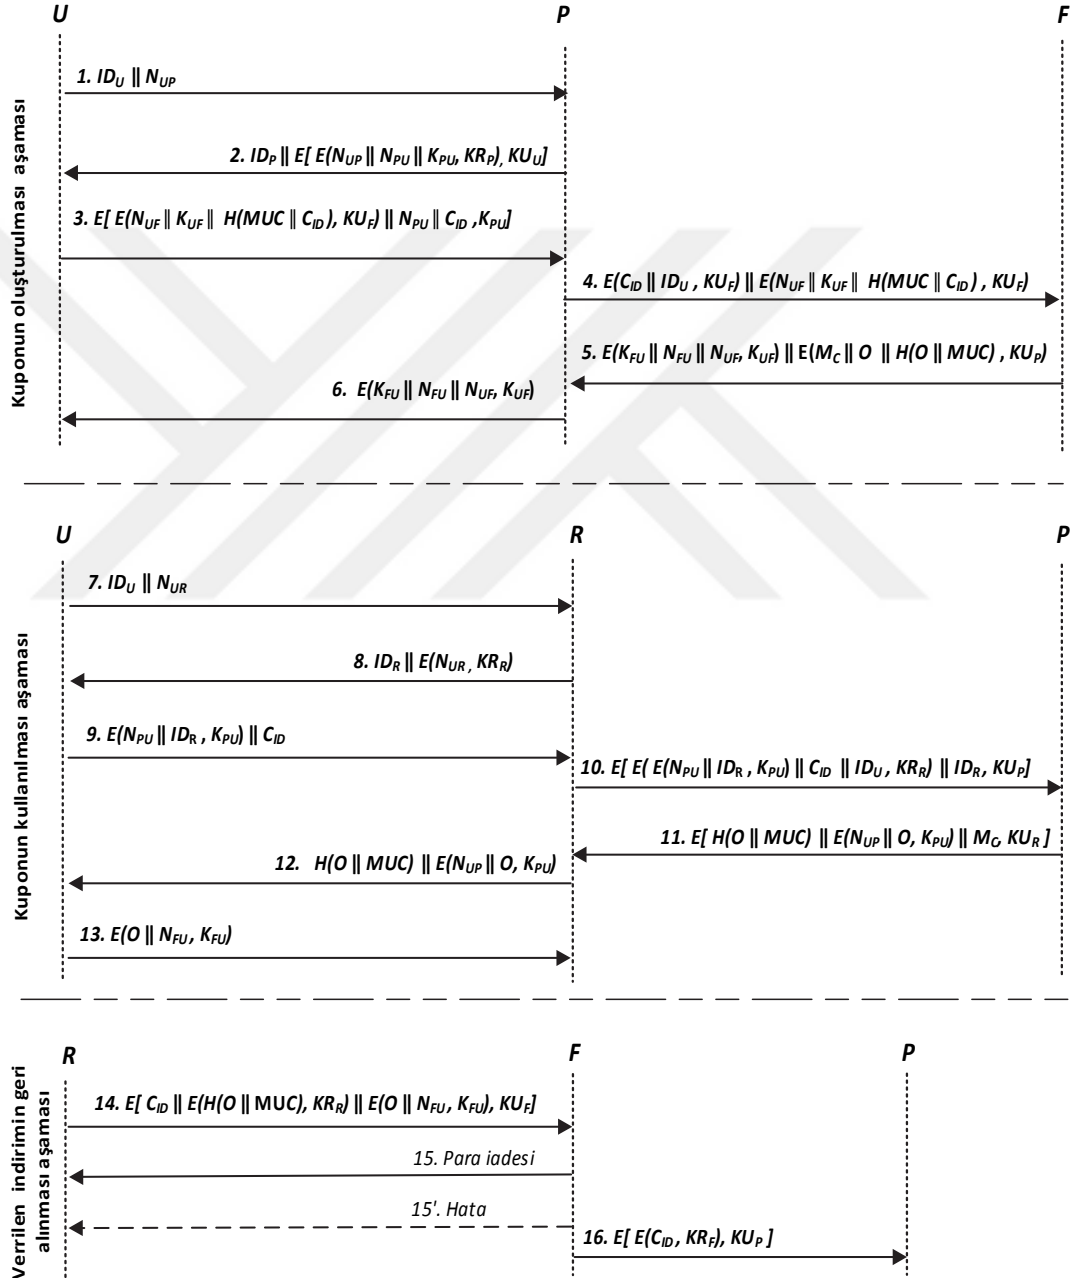 U P F
Kuponun oluşturulması aşaması
1. ID_U || N_UP
2. ID_P || E[ E(N_UP || N_PU || K_PU, KR_P), KU_U]
3. E[ E(N_UF || K_UF || H(MUC || C_ID), KU_F) || N_PU || C_ID ,K_PU]
4. E(C_ID || ID_U , KU_F) || E(N_UF || K_UF || H(MUC || C_ID) , KU_F)
5. E(K_FU || N_FU || N_UF, K_UF) || E(M_C || O || H(O || MUC) , KU_P)
6. E(K_FU || N_FU || N_UF, K_UF)
U R P
Kuponun kullanılması aşaması
7. ID_U || N_UR
8. ID_R || E(N_UR , KR_R)
9. E(N_PU || ID_R , K_PU) || C_ID
10. E[ E( E(N_PU || ID_R , K_PU) || C_ID || ID_U , KR_R) || ID_R, KU_P]
11. E[ H(O || MUC) || E(N_UP || O, K_PU) || M_C, KU_R ]
12. H(O || MUC) || E(N_UP || O, K_PU)
13. E(O || N_FU, K_FU)
R F P
Verrilen indirimin geri
alınması aşaması
14. E[ C_ID || E(H(O || MUC), KR_R) || E(O || N_FU, K_FU), KU_F]
15. Para iadesi
15'. Hata
16. E[ E(C_ID, KR_F), KU_P ]